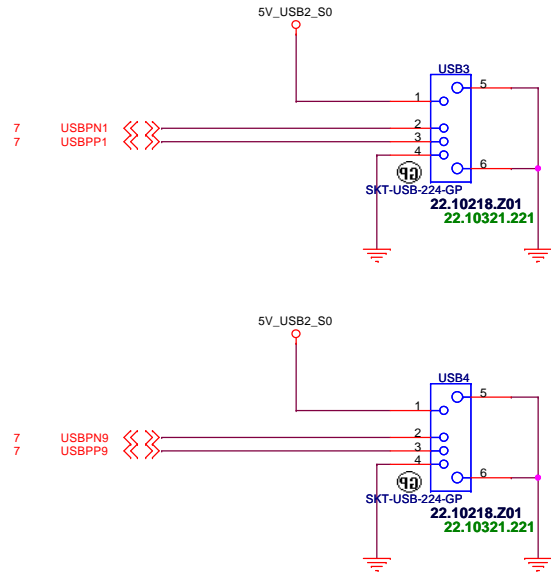 5V_USB2_S0
USB3
1 5
7 USBPN1 2
7 USBPP1 3
4 6
GP
SKT-USB-224-GP
22.10218.Z01
22.10321.221
5V_USB2_S0
USB4
1 5
7 USBPN9 2
7 USBPP9 3
4 6
GP
SKT-USB-224-GP
22.10218.Z01
22.10321.221